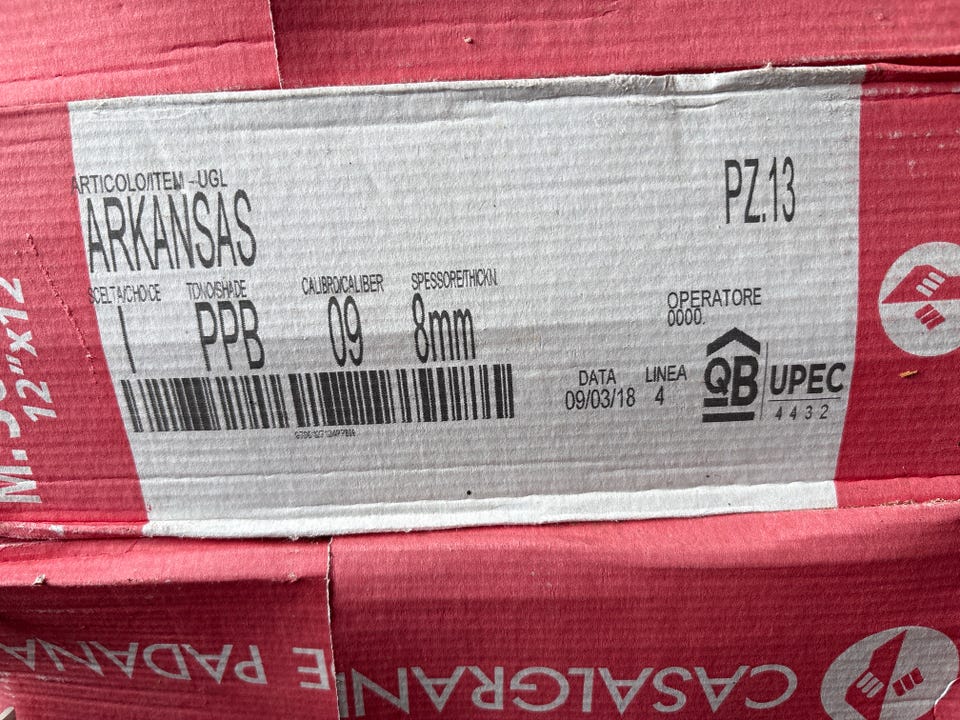 ARTICOLO/ITEM -UGL
ARKANSAS
PZ.13
SCELTA/CHOICE TONO/SHADE CALIBRO/CALIBER SPESSORE/THICKN.
I PPB 09 8mm
OPERATORE
0000.
DATA LINEA
09/03/18 4
QB UPEC
4432
12"x12"
CASALGRANDE PADANA